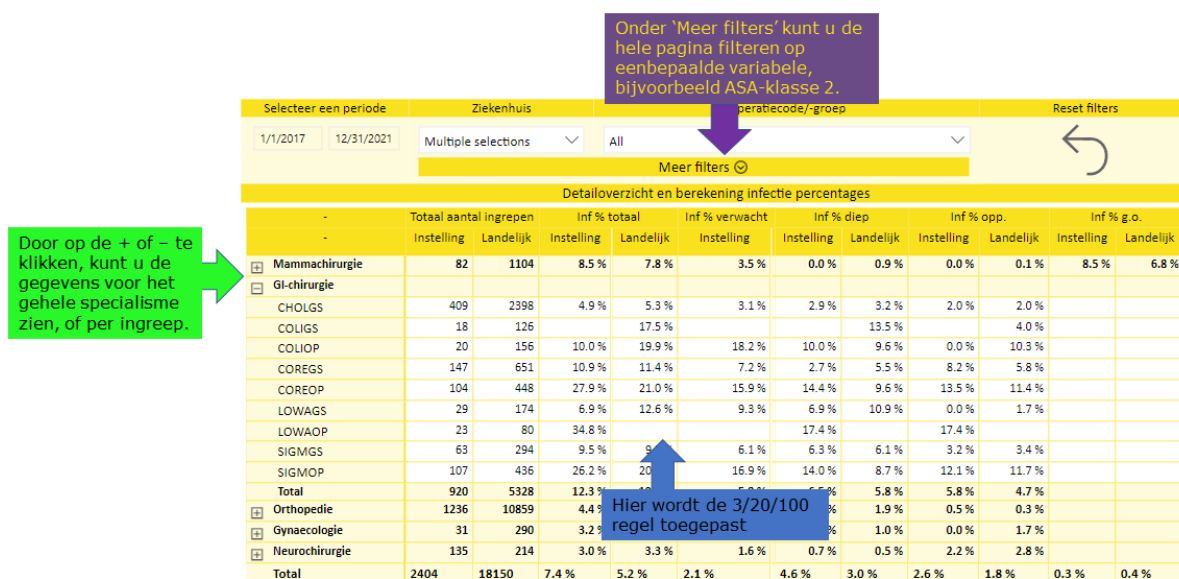 Onder ‘Meer filters’ kunt u de
hele pagina filteren op
eenbepaalde variabele,
bijvoorbeeld ASA-klasse 2.
Selecteer een periode Ziekenhuis peratiecode/-groep Reset filters
1/1/2017 12/31/2021 Multiple selections All
Meer filters
Detailoverzicht en berekening infectie percentages
- Totaal aantal ingrepen Inf % totaal Inf % verwacht Inf % diep Inf % opp. Inf % g.o.
- Instelling Landelijk Instelling Landelijk Instelling Instelling Landelijk Instelling Landelijk Instelling Landelijk
Door op de + of – te
klikken, kunt u de
gegevens voor het
gehele specialisme
zien, of per ingreep.
Mammachirurgie 82 1104 8.5 % 7.8 % 3.5 % 0.0 % 0.9 % 0.0 % 0.1 % 8.5 % 6.8 %
GI-chirurgie
CHOLGS 409 2398 4.9 % 5.3 % 3.1 % 2.9 % 3.2 % 2.0 % 2.0 %
COLIGS 18 126 17.5 % 13.5 % 4.0 %
COLIOP 20 156 10.0 % 19.9 % 18.2 % 10.0 % 9.6 % 0.0 % 10.3 %
COREGS 147 651 10.9 % 11.4 % 7.2 % 2.7 % 5.5 % 8.2 % 5.8 %
COREOP 104 448 27.9 % 21.0 % 15.9 % 14.4 % 9.6 % 13.5 % 11.4 %
LOWAGS 29 174 6.9 % 12.6 % 9.3 % 6.9 % 10.9 % 0.0 % 1.7 %
LOWAOP 23 80 34.8 % 17.4 % 17.4 %
SIGMGS 63 294 9.5 % 6.1 % 6.3 % 6.1 % 3.2 % 3.4 %
SIGMOP 107 436 26.2 % 20 16.9 % 14.0 % 8.7 % 12.1 % 11.7 %
Total 920 5328 12.3 % 5.8 % 5.8 % 4.7 %
Orthopedie 1236 10859 4.4 1.9 % 0.5 % 0.3 %
Gynaecologie 31 290 3.2 1.0 % 0.0 % 1.7 %
Hier wordt de 3/20/100
regel toegepast
Neurochirurgie 135 214 3.0 % 3.3 % 1.6 % 0.7 % 0.5 % 2.2 % 2.8 %
Total 2404 18150 7.4 % 5.2 % 2.1 % 4.6 % 3.0 % 2.6 % 1.8 % 0.3 % 0.4 %